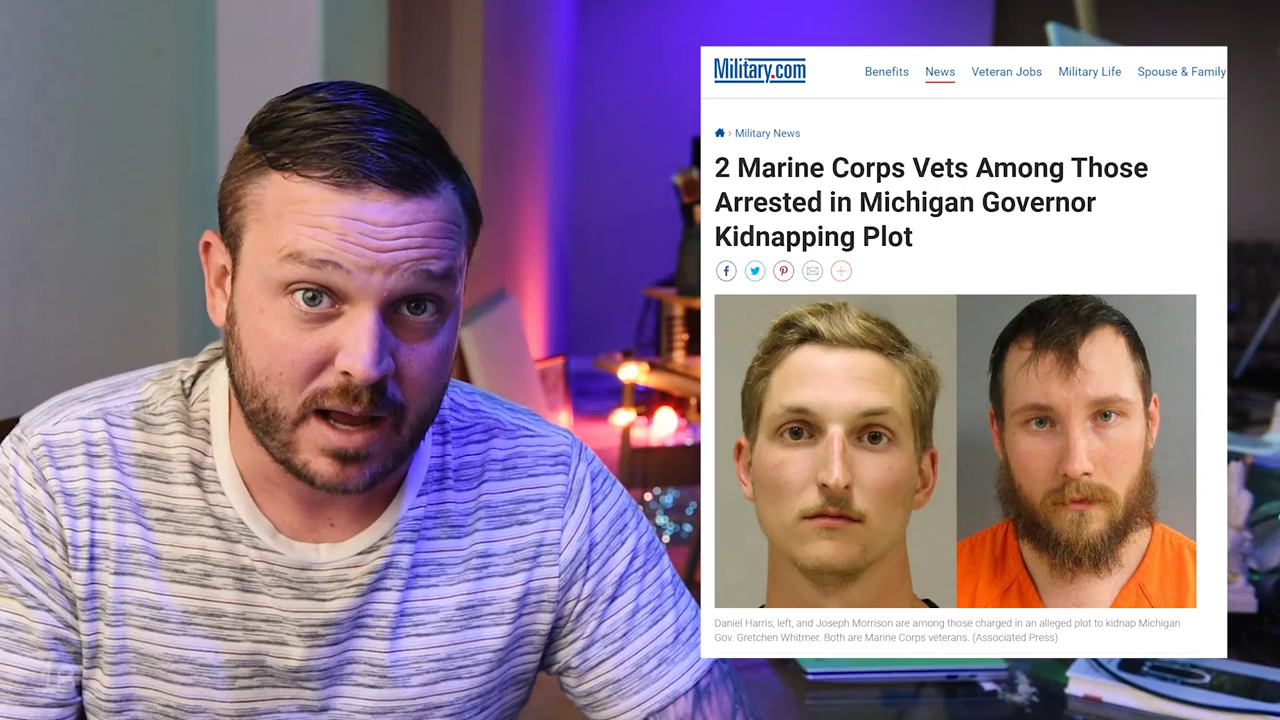 Military.com
Benefits News Veteran Jobs Military Life Spouse & Family
Military News
2 Marine Corps Vets Among Those
Arrested in Michigan Governor
Kidnapping Plot
Daniel Harris, left, and Joseph Morrison are among those charged in an alleged plot to kidnap Michigan
Gov. Gretchen Whitmer. Both are Marine Corps veterans. (Associated Press)